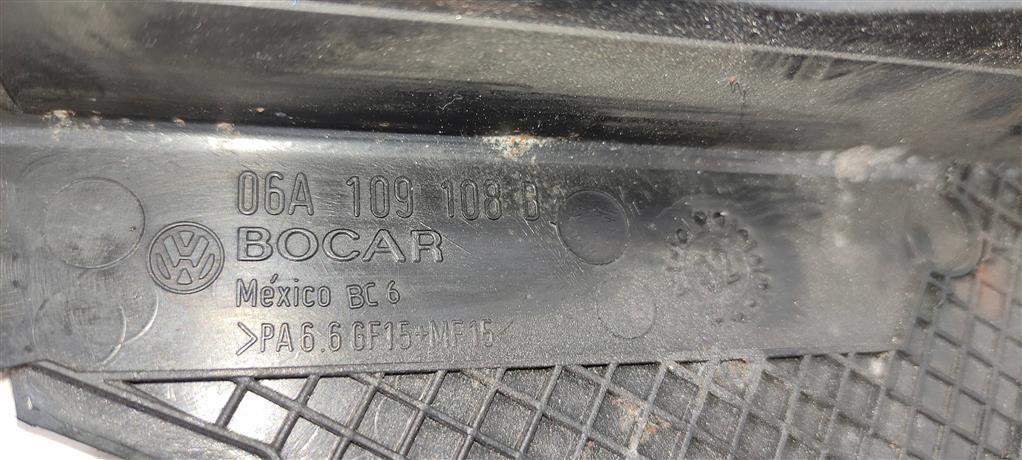 06A 109 108 B
BOCAR
México BC 6
>PA 6.6 GF15+MF15<